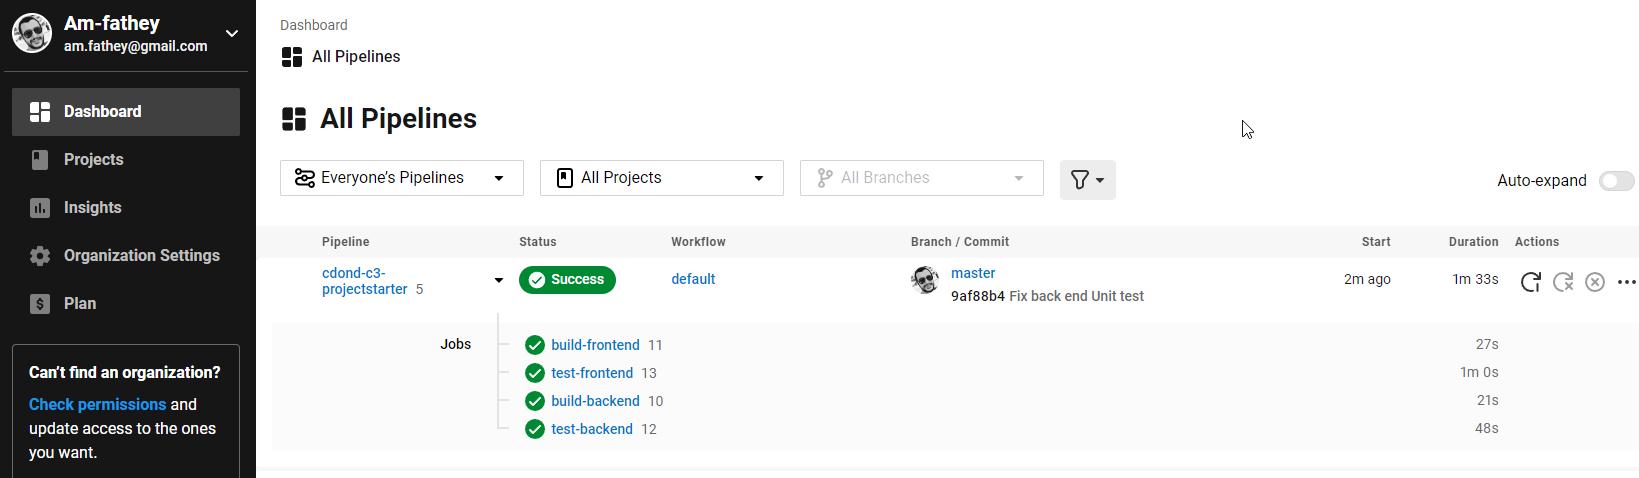 Am-fathey
am.fathey@gmail.com
Dashboard
Projects
Insights
Organization Settings
Plan
Can't find an organization?
Check permissions and
update access to the ones
you want.
Dashboard
All Pipelines
All Pipelines
Everyone's Pipelines
All Projects
All Branches
Auto-expand
Pipeline Status Workflow Branch / Commit Start Duration Actions
cdond-c3-
projectstarter 5
Success
default
master
9af88b4 Fix back end Unit test
2m ago
1m 33s
Jobs
build-frontend 11 27s
test-frontend 13 1m 0s
build-backend 10 21s
test-backend 12 48s